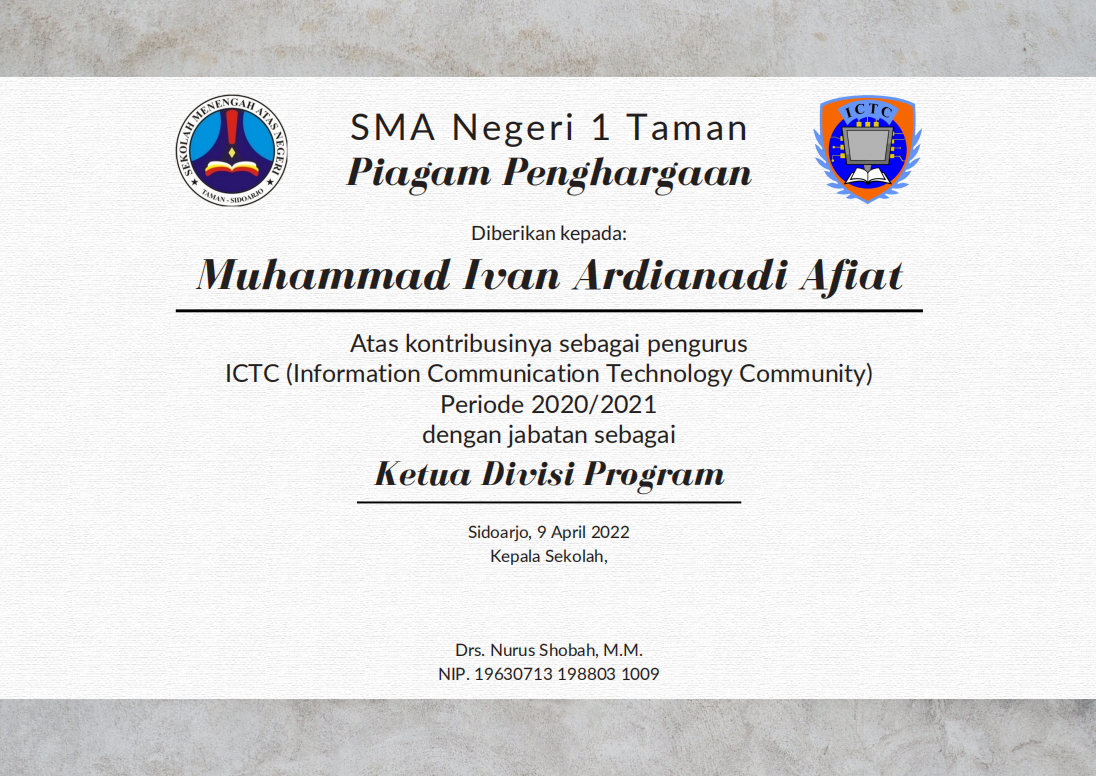 SEKOLAH MENENGAH ATAS NEGERI 1
TAMAN - SIDOARJO
ICTC
SMA Negeri 1 Taman
Piagam Penghargaan
Diberikan kepada:
Muhammad Ivan Ardianadi Afiat
Atas kontribusinya sebagai pengurus
ICTC (Information Communication Technology Community)
Periode 2020/2021
dengan jabatan sebagai
Ketua Divisi Program
Sidoarjo, 9 April 2022
Kepala Sekolah,
Drs. Nurus Shobah, M.M.
NIP. 19630713 198803 1009